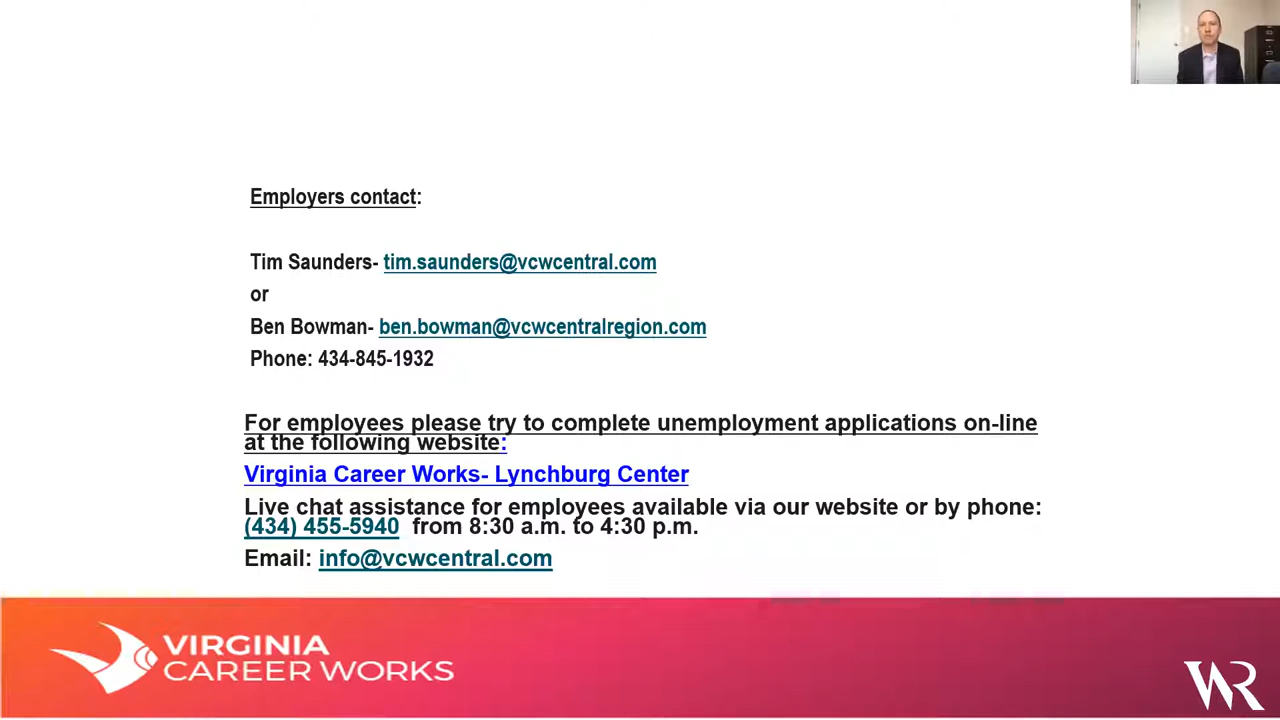 Employers contact:
Tim Saunders- tim.saunders@vcwcentral.com
or
Ben Bowman- ben.bowman@vcwcentralregion.com
Phone: 434-845-1932
For employees please try to complete unemployment applications on-line
at the following website:
Virginia Career Works- Lynchburg Center
Live chat assistance for employees available via our website or by phone:
(434) 455-5940 from 8:30 a.m. to 4:30 p.m.
Email: info@vcwcentral.com
VIRGINIA
CAREER WORKS
WR